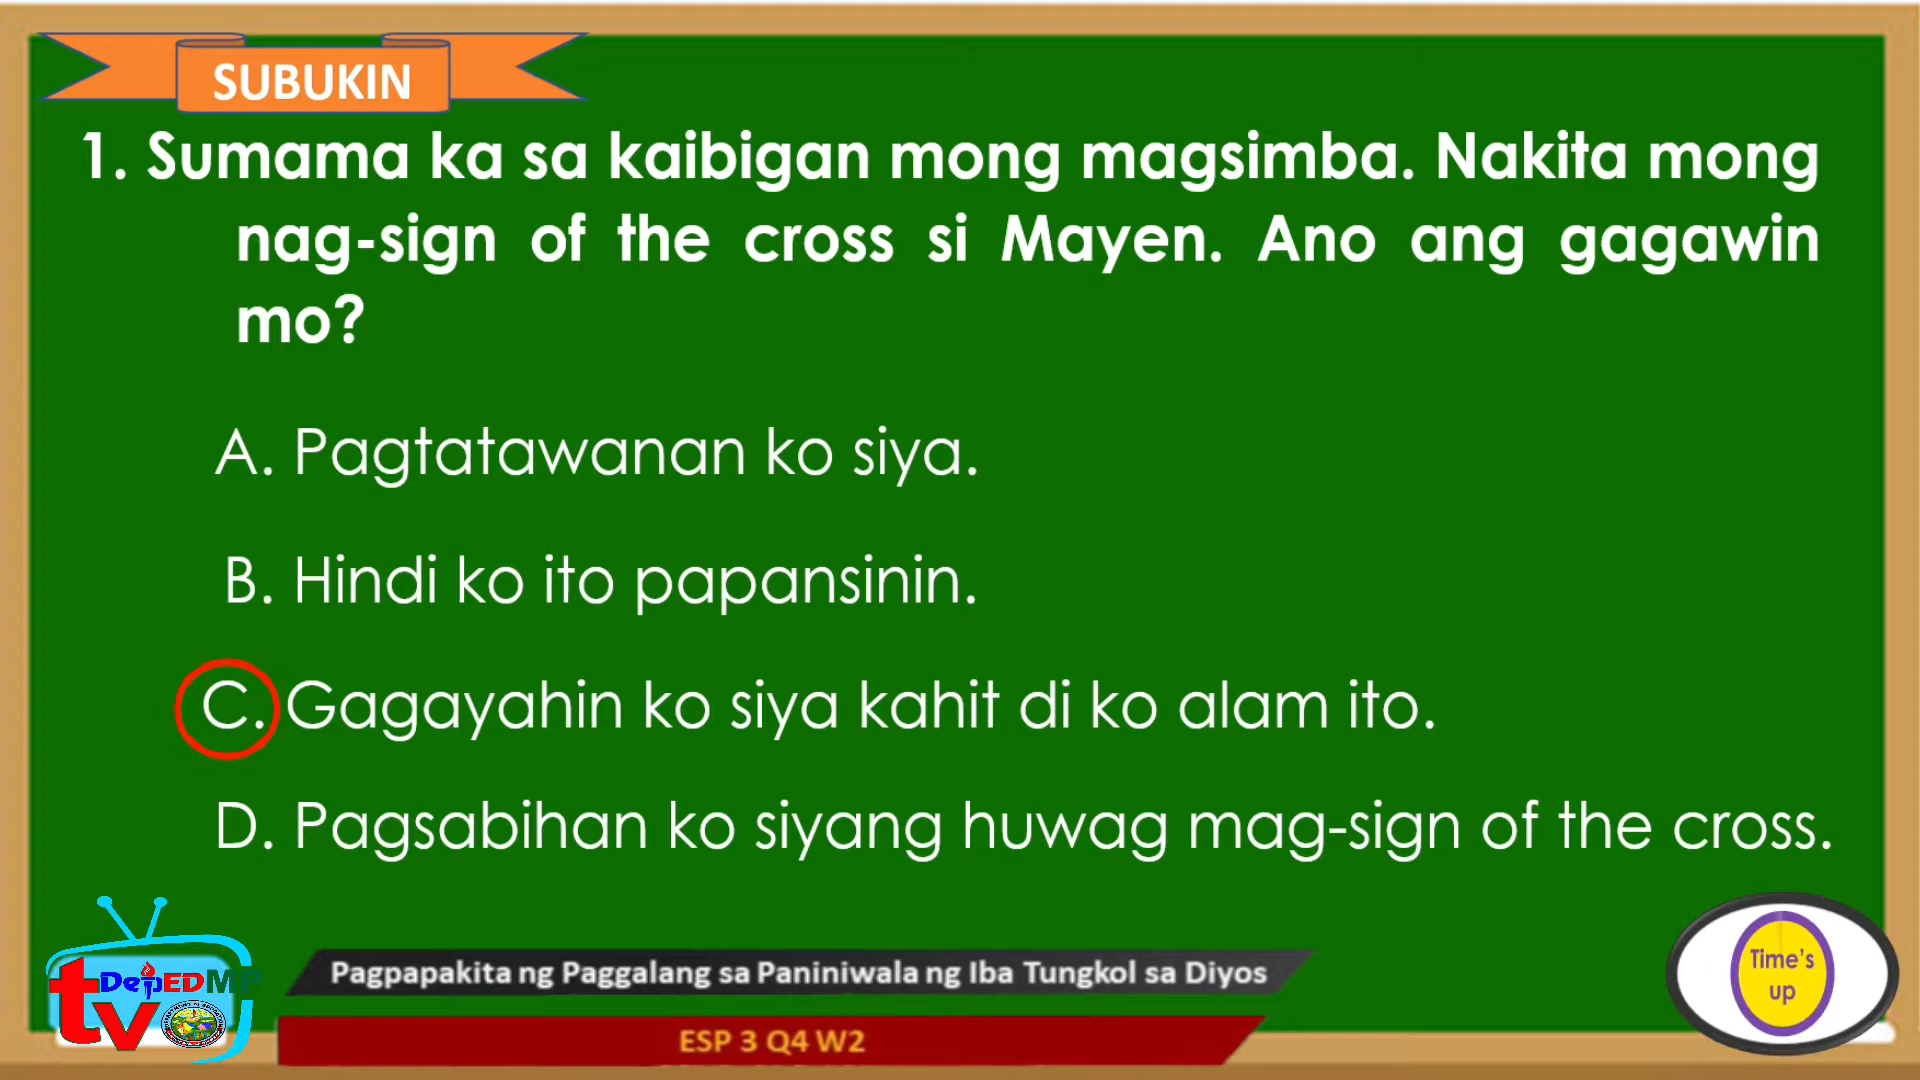 SUBUKIN
1. Sumama ka sa kaibigan mong magsimba. Nakita mong
nag-sign of the cross si Mayen. Ano ang gagawin
mo?
A. Pagtatawanan ko siya.
B. Hindi ko ito papansinin.
C. Gagayahin ko siya kahit di ko alam ito.
D. Pagsabihan ko siyang huwag mag-sign of the cross.
DepEDMP
tv
Pagpapakita ng Paggalang sa Paniniwala ng Iba Tungkol sa Diyos
ESP 3 Q4 W2
Time's
up